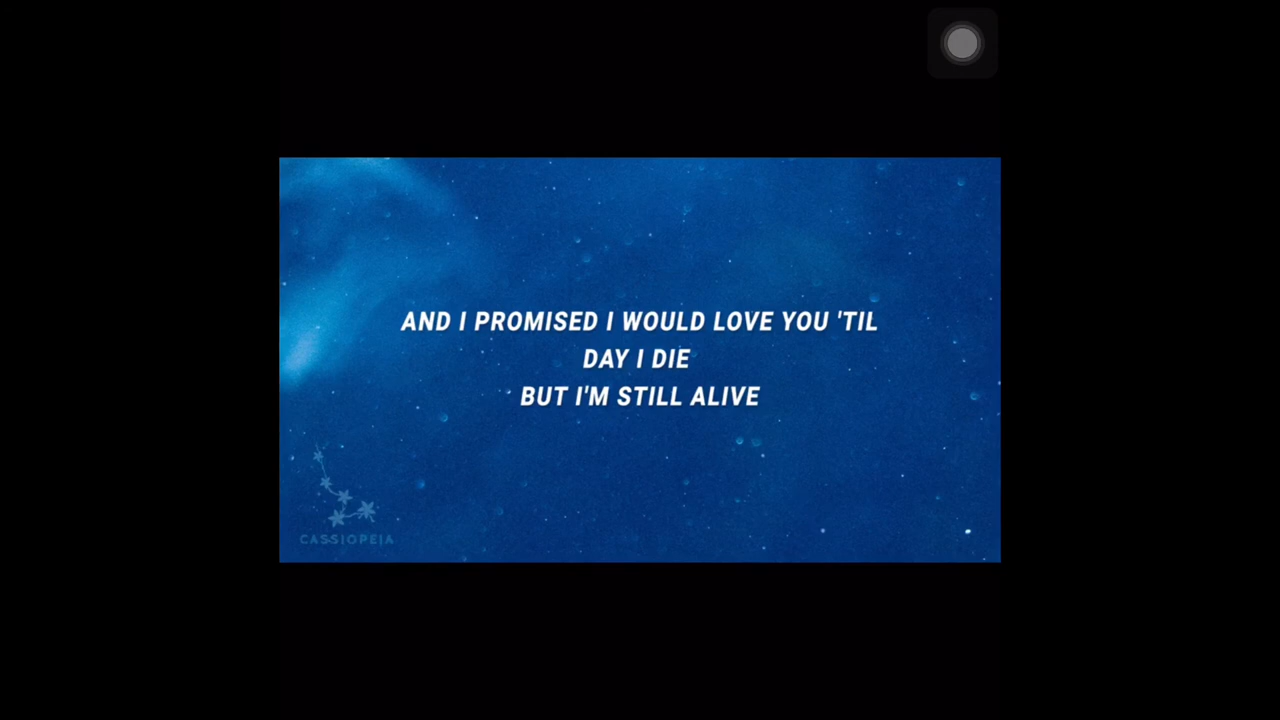 AND I PROMISED I WOULD LOVE YOU 'TIL
DAY I DIE
BUT I'M STILL ALIVE
CASSIOPEIA